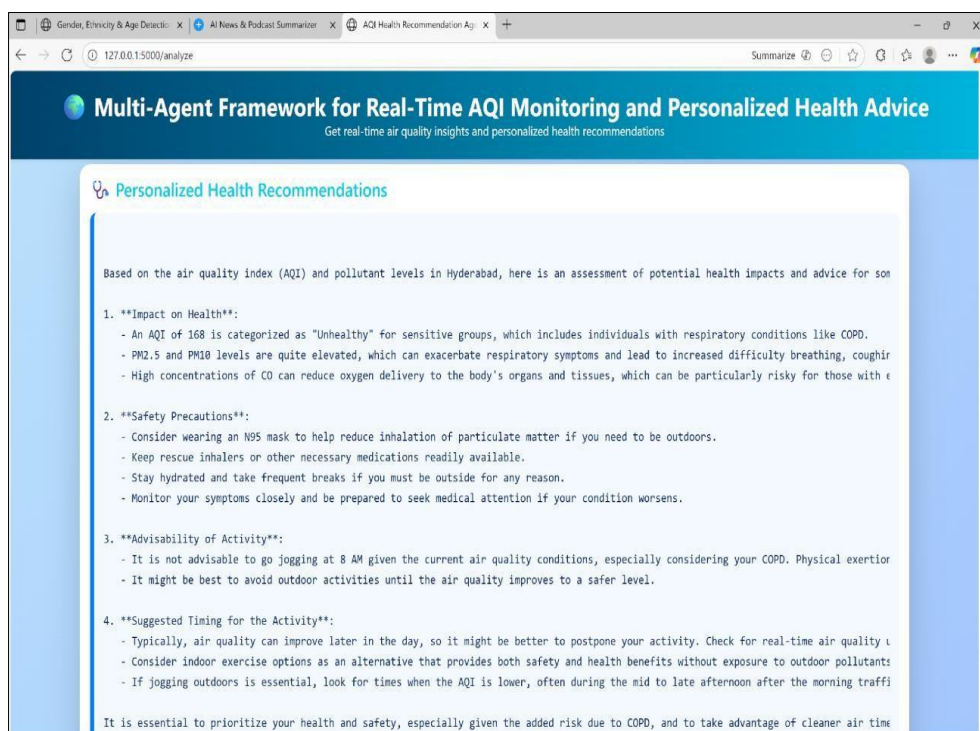 Gender, Ethnicity & Age Detectio
AI News & Podcast Summarizer
AQI Health Recommendation Ag
127.0.0.1:5000/analyze
Summarize
Multi-Agent Framework for Real-Time AQI Monitoring and Personalized Health Advice
Get real-time air quality insights and personalized health recommendations
Personalized Health Recommendations
Based on the air quality index (AQI) and pollutant levels in Hyderabad, here is an assessment of potential health impacts and advice for
1. **Impact on Health**:
- An AQI of 168 is categorized as "Unhealthy" for sensitive groups, which includes individuals with respiratory conditions like COPD.
- PM2.5 and PM10 levels are quite elevated, which can exacerbate respiratory symptoms and lead to increased difficulty breathing,
- High concentrations of CO can reduce oxygen delivery to the body's organs and tissues, which can be particularly risky for those with
2. **Safety Precautions**:
- Consider wearing an N95 mask to help reduce inhalation of particulate matter if you need to be outdoors.
- Keep rescue inhalers or other necessary medications readily available.
- Stay hydrated and take frequent breaks if you must be outside for any reason.
- Monitor your symptoms closely and be prepared to seek medical attention if your condition worsens.
3. **Advisability of Activity**:
- It is not advisable to go jogging at 8 AM given the current air quality conditions, especially considering your COPD. Physical exertion
- It might be best to avoid outdoor activities until the air quality improves to a safer level.
4. **Suggested Timing for the Activity**:
- Typically, air quality can improve later in the day, so it might be better to postpone your activity. Check for real-time air quality
- Consider indoor exercise options as an alternative that provides both safety and health benefits without exposure to outdoor pollutants
- If jogging outdoors is essential, look for times when the AQI is lower, often during the mid to late afternoon after the morning traffi
It is essential to prioritize your health and safety, especially given the added risk due to COPD, and to take advantage of cleaner air time